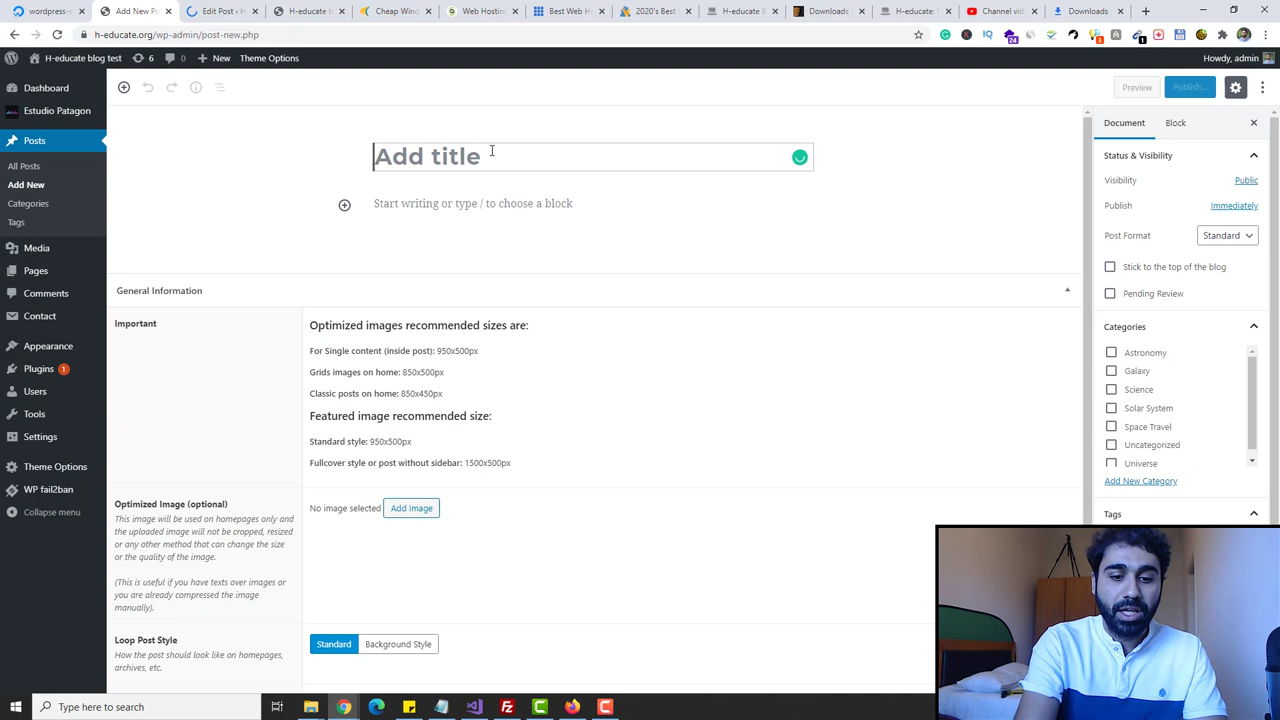 wordpress-
Add New P
Edit Post ‹ H
H-educate b
Cheap Wind
Web Hosting
Best Web H
2020's Best
H-educate B
Downloads
H-educate:
Channel vide
Downloads
h-educate.org/wp-admin/post-new.php
H-educate blog test
6
0
New
Theme Options
Howdy, admin
Dashboard
Estudio Patagon
Posts
All Posts
Add New
Categories
Tags
Media
Pages
Comments
Contact
Appearance
Plugins 1
Users
Tools
Settings
Theme Options
WP fail2ban
Collapse menu
Preview
Publish...
Add title
Start writing or type / to choose a block
General Information
Important
Optimized images recommended sizes are:
For Single content (inside post): 950x500px
Grids images on home: 850x500px
Classic posts on home: 850x450px
Featured image recommended size:
Standard style: 950x500px
Fullcover style or post without sidebar: 1500x500px
Optimized Image (optional)
This image will be used on homepages only and
the uploaded image will not be cropped, resized
or any other method that can change the size
or the quality of the image.
(This is useful if you have texts over images or
you are already compressed the image
manually).
No image selected Add Image
Loop Post Style
How the post should look like on homepages,
archives, etc.
Standard
Background Style
Document
Block
Status & Visibility
Visibility
Public
Publish
Immediately
Post Format
Standard
Stick to the top of the blog
Pending Review
Categories
Astronomy
Galaxy
Science
Solar System
Space Travel
Uncategorized
Universe
Add New Category
Tags
Type here to search